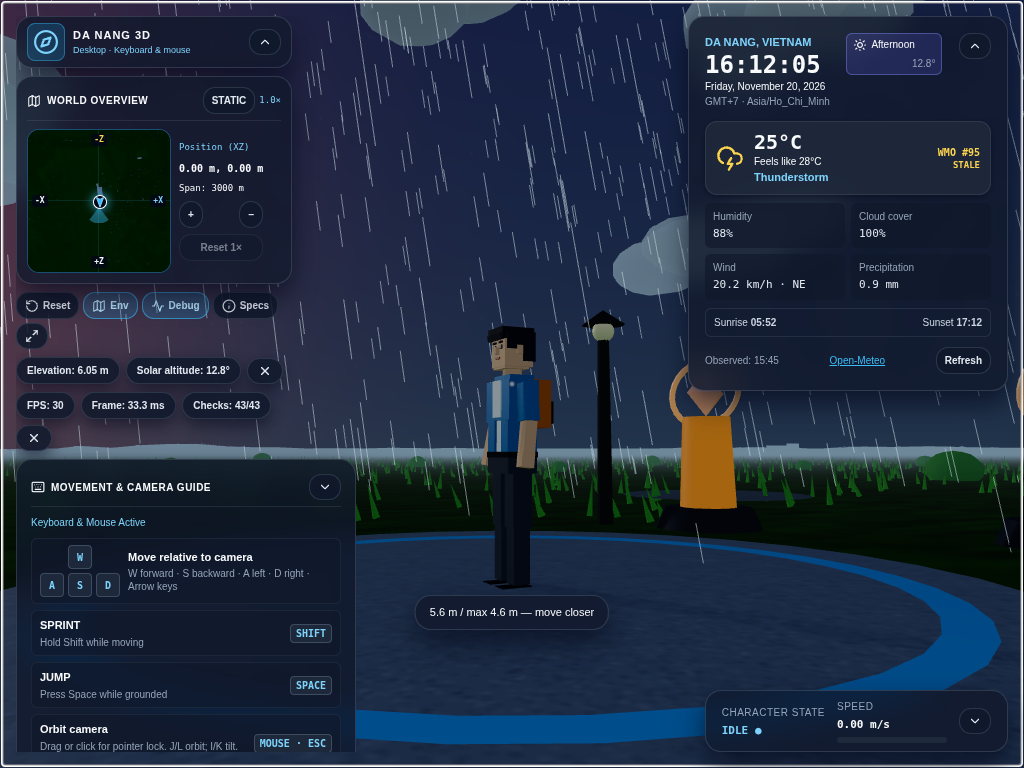 DA NANG 3D
Desktop · Keyboard & mouse
WORLD OVERVIEW
STATIC
1.0×
-Z
-X
+X
+Z
Position (XZ)
0.00 m, 0.00 m
Span: 3000 m
+
−
Reset 1×
Reset
Env
Debug
Specs
Elevation: 6.05 m
Solar altitude: 12.8°
FPS: 30
Frame: 33.3 ms
Checks: 43/43
MOVEMENT & CAMERA GUIDE
Keyboard & Mouse Active
W
A
S
D
Move relative to camera
W forward · S backward · A left · D right ·
Arrow keys
SPRINT
Hold Shift while moving
SHIFT
JUMP
Press Space while grounded
SPACE
Orbit camera
Drag or click for pointer lock. J/L orbit; I/K tilt.
MOUSE · ESC
5.6 m / max 4.6 m — move closer
DA NANG, VIETNAM
16:12:05
Friday, November 20, 2026
GMT+7 · Asia/Ho_Chi_Minh
Afternoon
12.8°
25°C
Feels like 28°C
Thunderstorm
WMO #95
STALE
Humidity
88%
Cloud cover
100%
Wind
20.2 km/h · NE
Precipitation
0.9 mm
Sunrise 05:52
Sunset 17:12
Observed: 15:45
Open-Meteo
Refresh
CHARACTER STATE
IDLE
SPEED
0.00 m/s